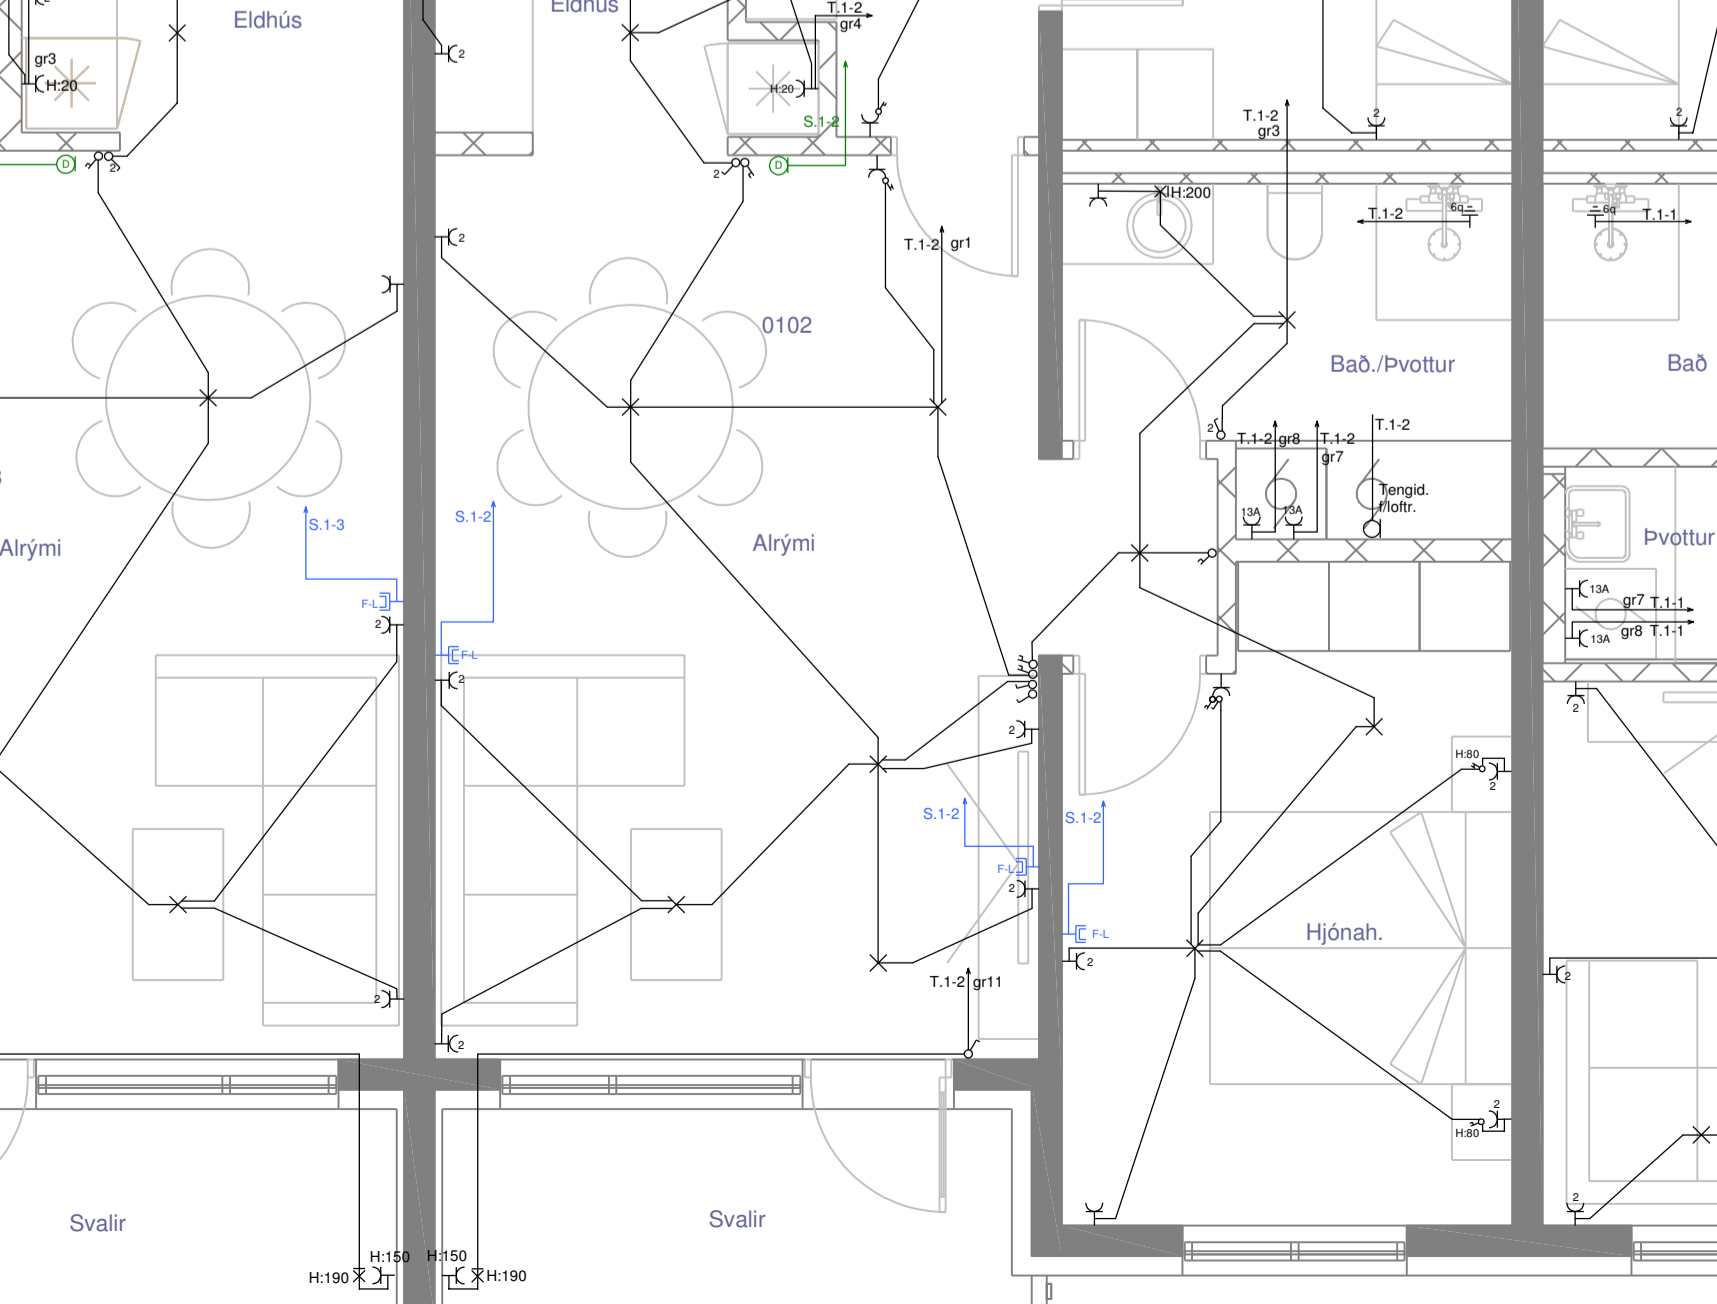 Eldhús
Eldhús
T.1-2
gr4
gr3
H:20
2
H:20
S.1-2
T.1-2
gr3
2
2
D
2
2
D
H:200
T.1-2
6q
6q
T.1-1
2
T.1-2 gr1
0102
Bað./Þvottur
Bað
2
T.1-2 gr8
T.1-2
gr7
T.1-2
Tengid.
f/loftr.
13A
13A
S.1-3
S.1-2
Alrými
Alrými
Þvottur
13A
gr7 T.1-1
gr8 T.1-1
13A
F-L
2
F-L
2
2
2
H:80
2
S.1-2
S.1-2
F-L
2
F-L
2
Hjónah.
2
T.1-2 gr11
2
2
2
H:80
2
Svalir
Svalir
H:150
H:150
H:190
H:190